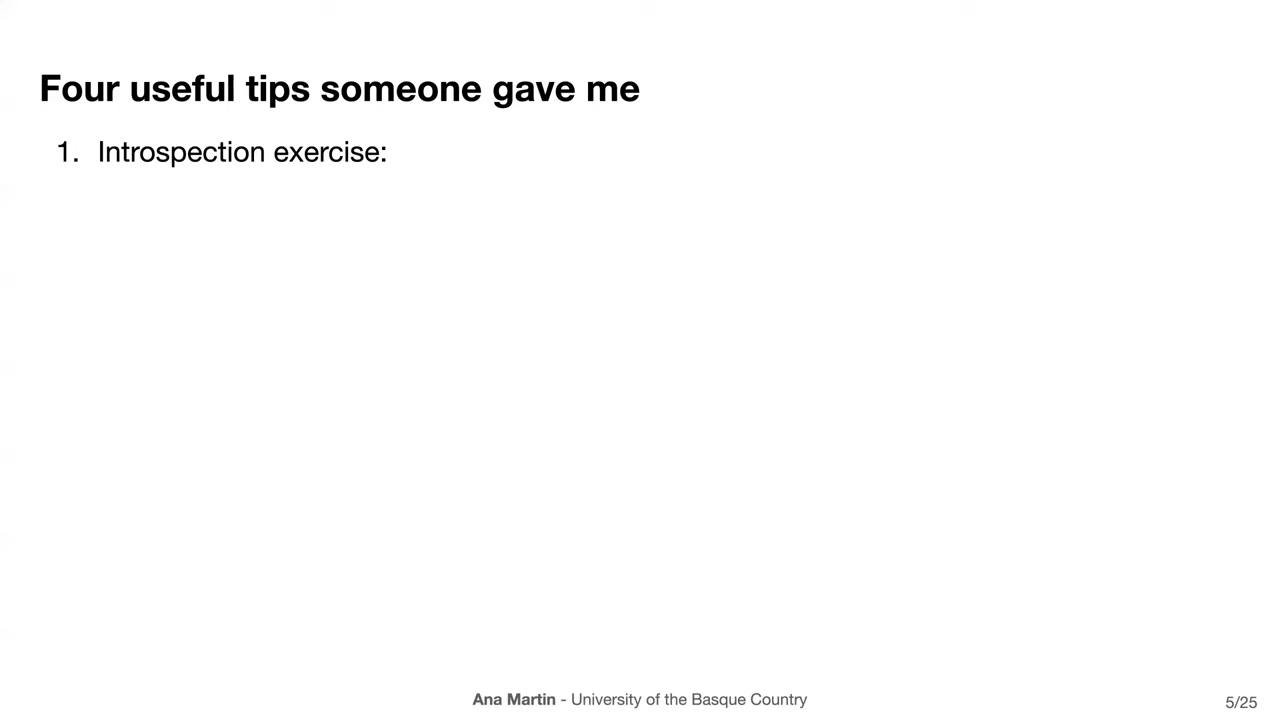 Four useful tips someone gave me
1. Introspection exercise:
Ana Martin - University of the Basque Country
5/25